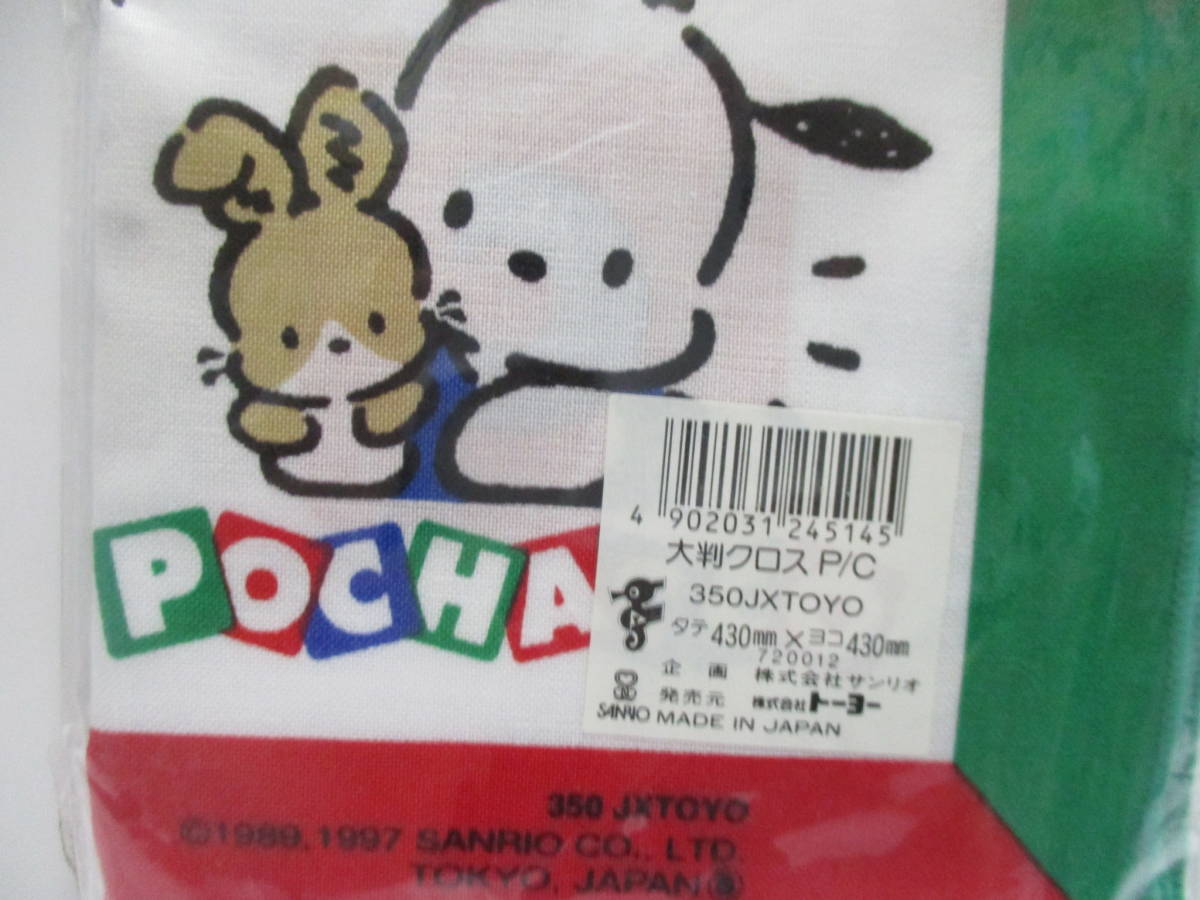 POCHA
4 902031 245145
大判クロス P/C
350JXTOYO
タテ430mm×ヨコ430mm
720012
企画 株式会社サンリオ
発売元 株式会社トーヨー
SANRIO MADE IN JAPAN
350 JXTOYO
©1989, 1997 SANRIO CO., LTD.
TOKYO, JAPAN